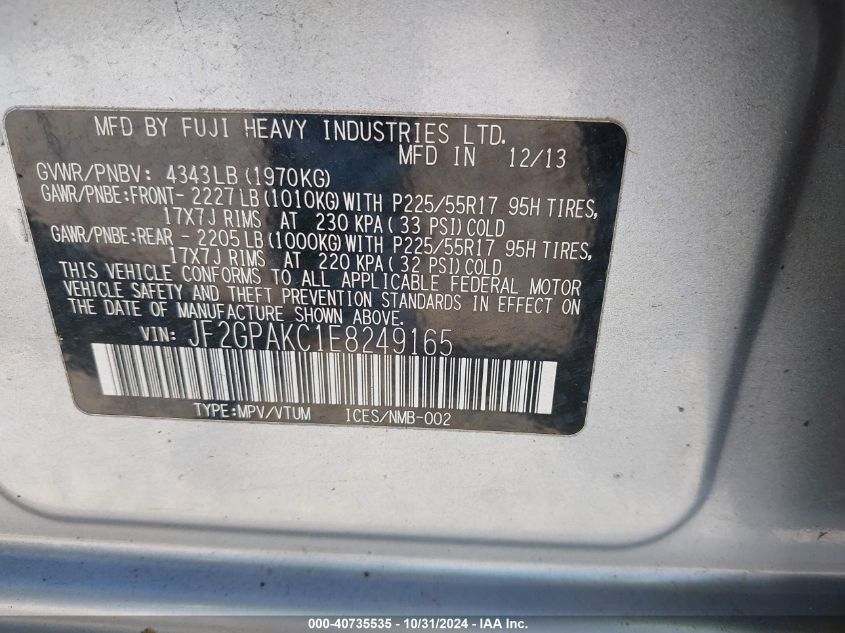 MFD BY FUJI HEAVY INDUSTRIES LTD.
MFD IN 12/13
GVWR/PNBV: 4343LB (1970KG)
GAWR/PNBE:FRONT- 2227LB (1010KG) WITH P225/55R17 95H TIRES,
17X7J RIMS AT 230 KPA ( 33 PSI) COLD
GAWR/PNBE:REAR - 2205LB (1000KG) WITH P225/55R17 95H TIRES,
17X7J RIMS AT 220 KPA ( 32 PSI) COLD
THIS VEHICLE CONFORMS TO ALL APPLICABLE FEDERAL MOTOR
VEHICLE SAFETY AND THEFT PREVENTION STANDARDS IN EFFECT ON
THE DATE OF MANUFACTURE SHOWN ABOVE.
VIN: JF2GPAKC1E8249165
TYPE:MPV/VTUM ICES/NMB-002
000-40735535 - 10/31/2024 - IAA Inc.